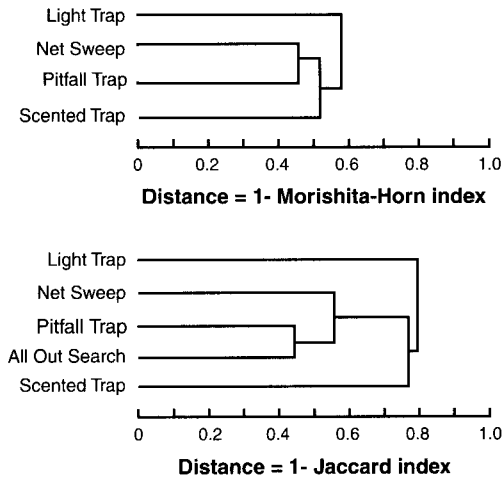 Light Trap
Net Sweep
Pitfall Trap
Scented Trap
0 0.2 0.4 0.6 0.8 1.0
Distance = 1- Morishita-Horn index
Light Trap
Net Sweep
Pitfall Trap
All Out Search
Scented Trap
0 0.2 0.4 0.6 0.8 1.0
Distance = 1- Jaccard index